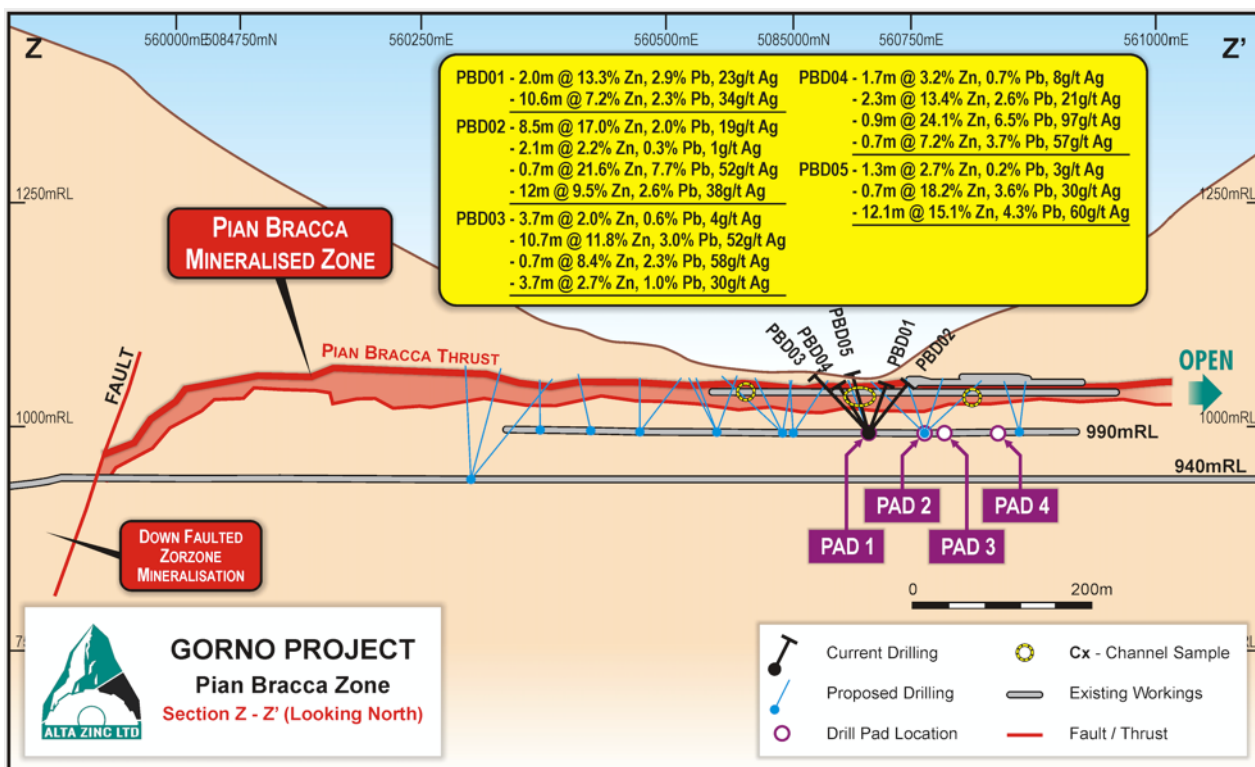 Z
560000mE
5084750mN
560250mE
560500mE
5085000mN
560750mE
561000mE
Z'
PBD01 - 2.0m @ 13.3% Zn, 2.9% Pb, 23g/t Ag
- 10.6m @ 7.2% Zn, 2.3% Pb, 34g/t Ag
PBD02 - 8.5m @ 17.0% Zn, 2.0% Pb, 19g/t Ag
- 2.1m @ 2.2% Zn, 0.3% Pb, 1g/t Ag
- 0.7m @ 21.6% Zn, 7.7% Pb, 52g/t Ag
- 12m @ 9.5% Zn, 2.6% Pb, 38g/t Ag
PBD03 - 3.7m @ 2.0% Zn, 0.6% Pb, 4g/t Ag
- 10.7m @ 11.8% Zn, 3.0% Pb, 52g/t Ag
- 0.7m @ 8.4% Zn, 2.3% Pb, 58g/t Ag
- 3.7m @ 2.7% Zn, 1.0% Pb, 30g/t Ag
PBD04 - 1.7m @ 3.2% Zn, 0.7% Pb, 8g/t Ag
- 2.3m @ 13.4% Zn, 2.6% Pb, 21g/t Ag
- 0.9m @ 24.1% Zn, 6.5% Pb, 97g/t Ag
- 0.7m @ 7.2% Zn, 3.7% Pb, 57g/t Ag
PBD05 - 1.3m @ 2.7% Zn, 0.2% Pb, 3g/t Ag
- 0.7m @ 18.2% Zn, 3.6% Pb, 30g/t Ag
- 12.1m @ 15.1% Zn, 4.3% Pb, 60g/t Ag
1250mRL
1250mRL
PIAN BRACCA
MINERALISED ZONE
PIAN BRACCA THRUST
FAULT
PBD03
PBD04
PBD05
PBD01
PBD02
OPEN
1000mRL
1000mRL
990mRL
940mRL
PAD 1
PAD 2
PAD 3
PAD 4
DOWN FAULTED
ZORZONE
MINERALISATION
0
200m
GORNO PROJECT
Pian Bracca Zone
Section Z - Z' (Looking North)
ALTA ZINC LTD
Current Drilling
Proposed Drilling
Drill Pad Location
Cx - Channel Sample
Existing Workings
Fault / Thrust